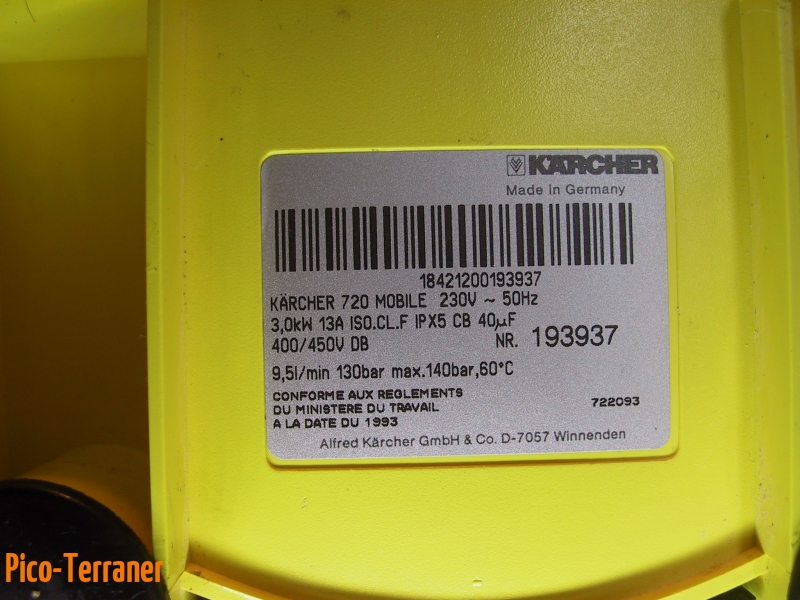 KÄRCHER
Made in Germany
18421200193937
KÄRCHER 720 MOBILE 230V ~ 50Hz
3,0kW 13A ISO.CL.F IPX5 CB 40µF
400/450V DB NR. 193937
9,5l/min 130bar max.140bar,60°C
CONFORME AUX REGLEMENTS
DU MINISTERE DU TRAVAIL
A LA DATE DU 1993
722093
Alfred Kärcher GmbH & Co. D-7057 Winnenden
Pico-Terraner